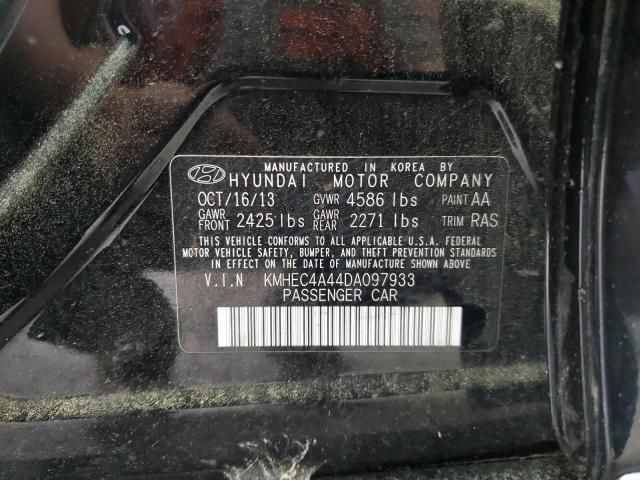 MANUFACTURED IN KOREA BY
HYUNDAI MOTOR COMPANY
OCT/16/13 GVWR 4586 lbs PAINT AA
GAWR FRONT 2425 lbs GAWR REAR 2271 lbs TRIM RAS
THIS VEHICLE CONFORMS TO ALL APPLICABLE U.S.A. FEDERAL
MOTOR VEHICLE SAFETY, BUMPER, AND THEFT PREVENTION STANDARDS
IN EFFECT ON THE DATE OF MANUFACTURE SHOWN ABOVE.
V.I.N KMHEC4A44DA097933
PASSENGER CAR